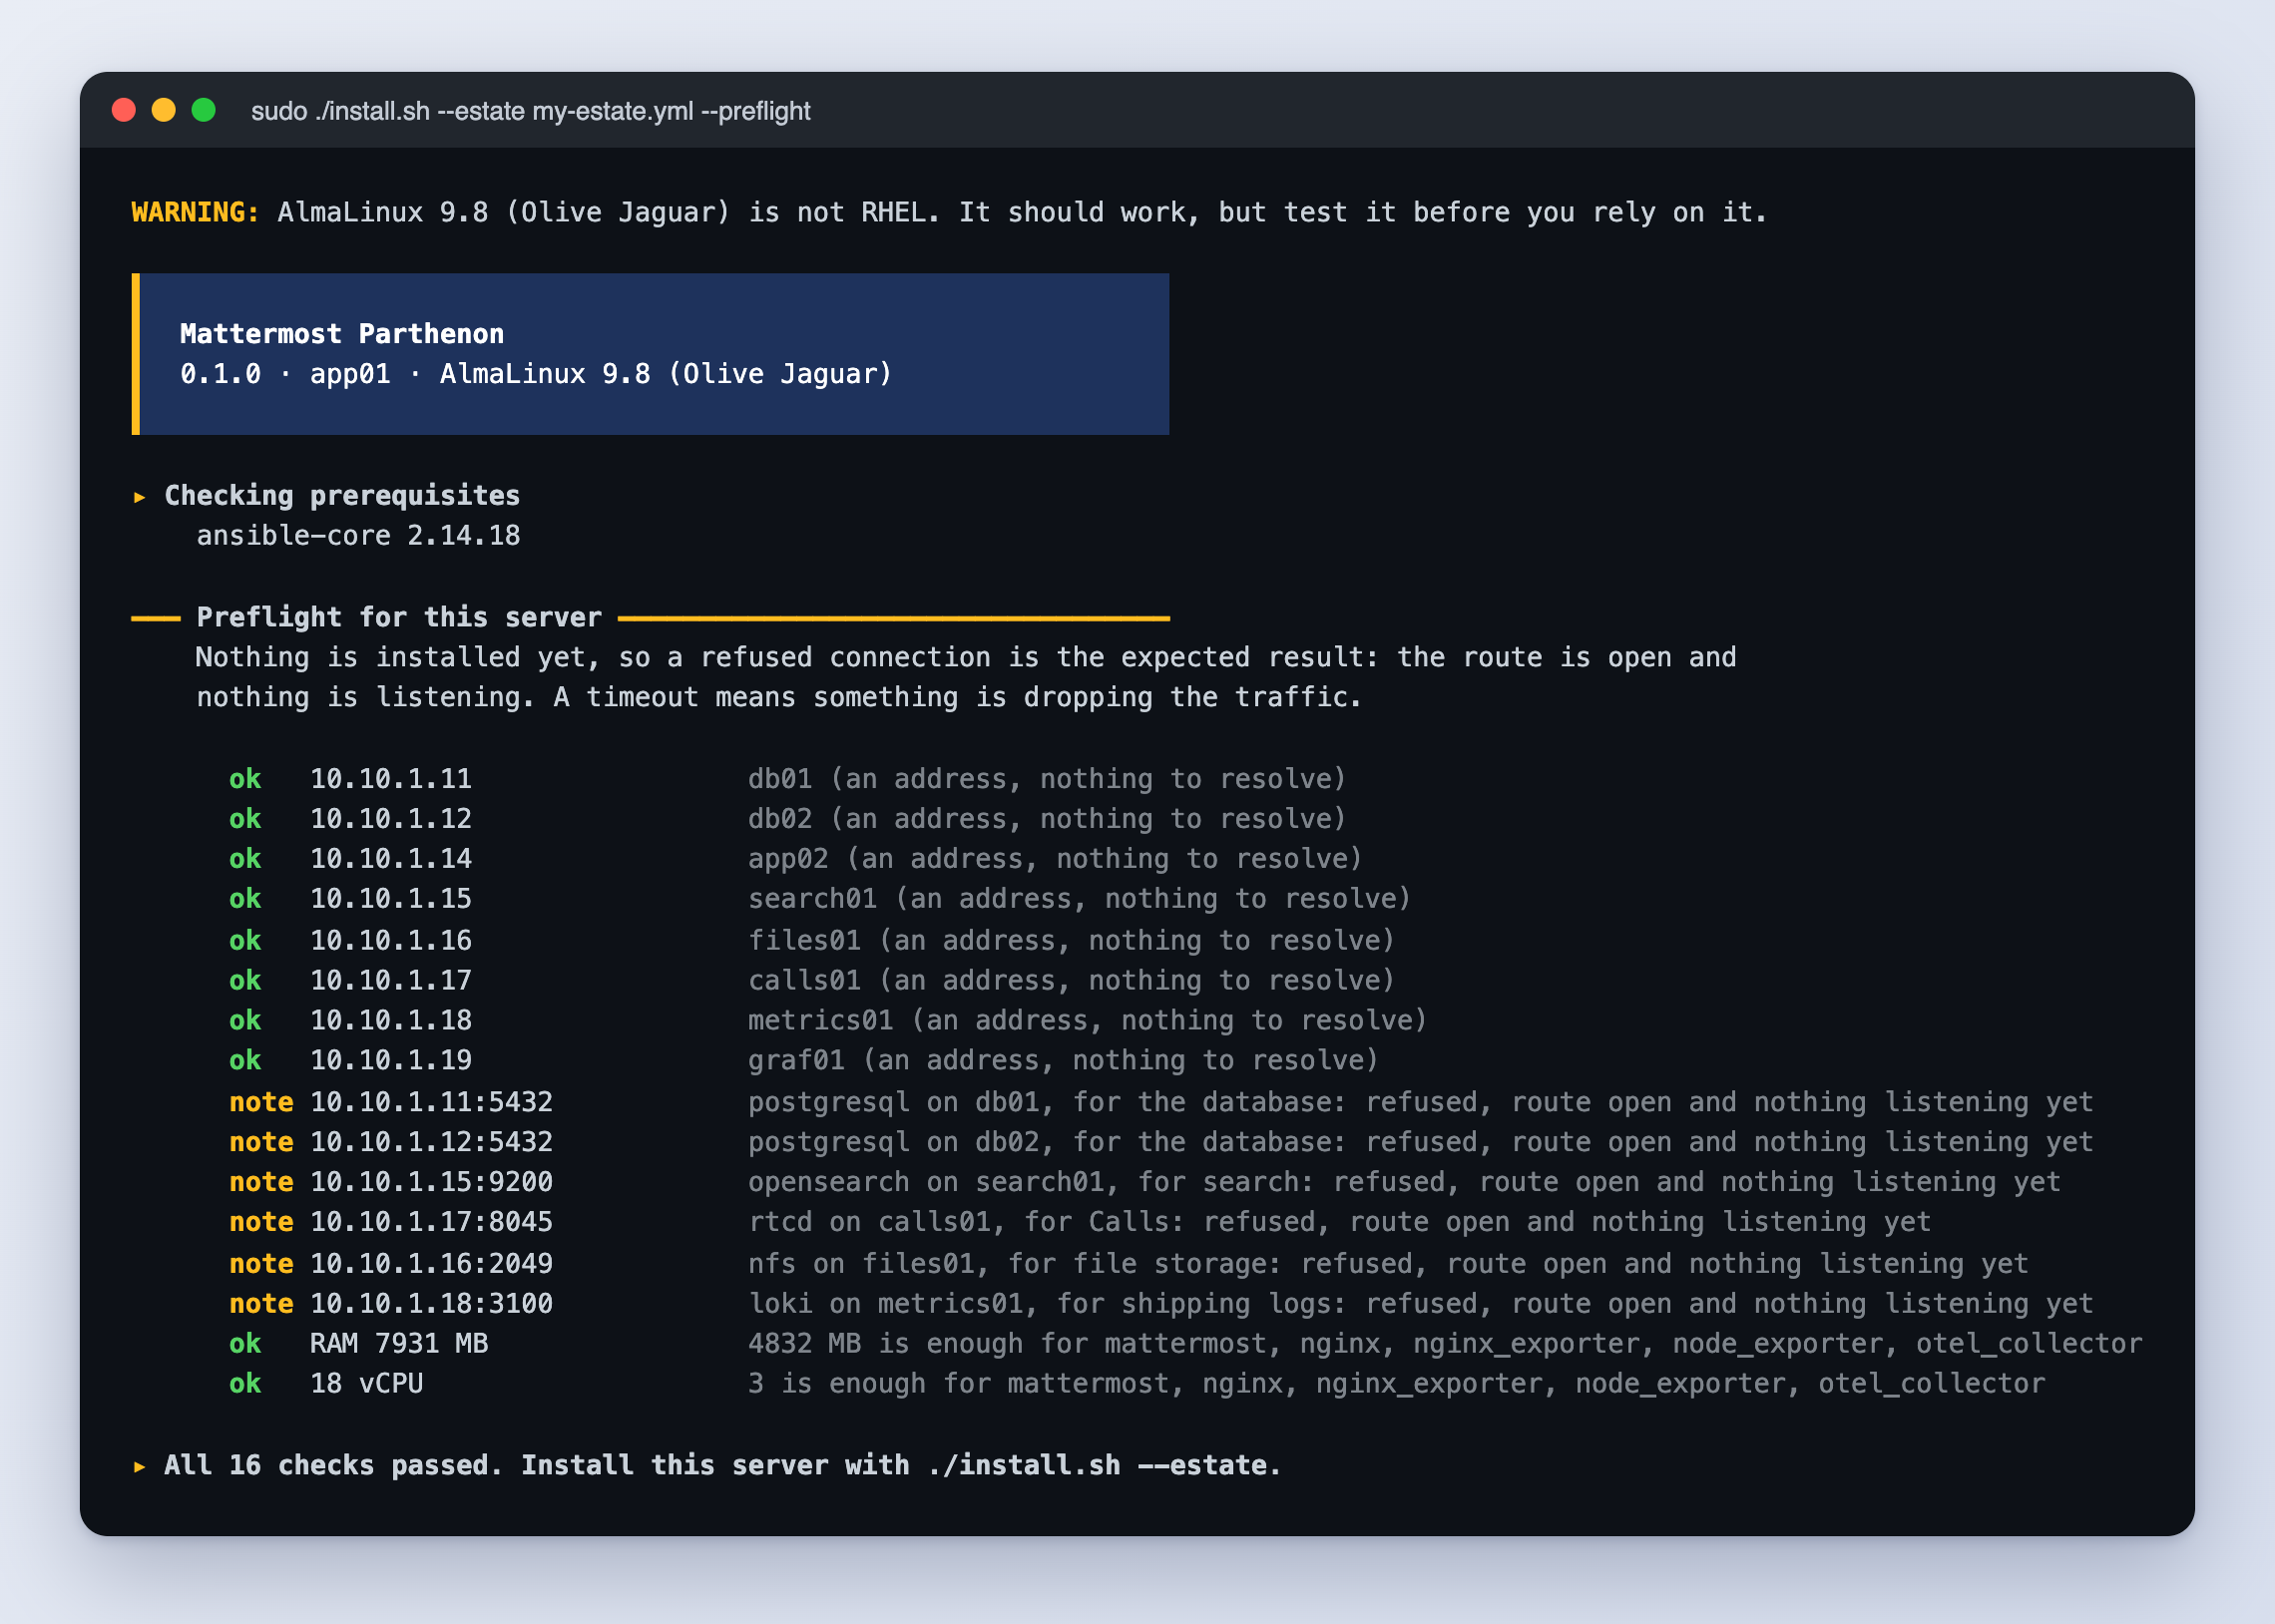 sudo ./install.sh --estate my-estate.yml --preflight
WARNING: AlmaLinux 9.8 (Olive Jaguar) is not RHEL. It should work, but test it before you rely on it.
Mattermost Parthenon
0.1.0 · app01 · AlmaLinux 9.8 (Olive Jaguar)
▸ Checking prerequisites
ansible-core 2.14.18
Preflight for this server
Nothing is installed yet, so a refused connection is the expected result: the route is open and
nothing is listening. A timeout means something is dropping the traffic.
ok 10.10.1.11 db01 (an address, nothing to resolve)
ok 10.10.1.12 db02 (an address, nothing to resolve)
ok 10.10.1.14 app02 (an address, nothing to resolve)
ok 10.10.1.15 search01 (an address, nothing to resolve)
ok 10.10.1.16 files01 (an address, nothing to resolve)
ok 10.10.1.17 calls01 (an address, nothing to resolve)
ok 10.10.1.18 metrics01 (an address, nothing to resolve)
ok 10.10.1.19 graf01 (an address, nothing to resolve)
note 10.10.1.11:5432 postgresql on db01, for the database: refused, route open and nothing listening yet
note 10.10.1.12:5432 postgresql on db02, for the database: refused, route open and nothing listening yet
note 10.10.1.15:9200 opensearch on search01, for search: refused, route open and nothing listening yet
note 10.10.1.17:8045 rtcd on calls01, for Calls: refused, route open and nothing listening yet
note 10.10.1.16:2049 nfs on files01, for file storage: refused, route open and nothing listening yet
note 10.10.1.18:3100 loki on metrics01, for shipping logs: refused, route open and nothing listening yet
ok RAM 7931 MB 4832 MB is enough for mattermost, nginx, nginx_exporter, node_exporter, otel_collector
ok 18 vCPU 3 is enough for mattermost, nginx, nginx_exporter, node_exporter, otel_collector
▸ All 16 checks passed. Install this server with ./install.sh --estate.